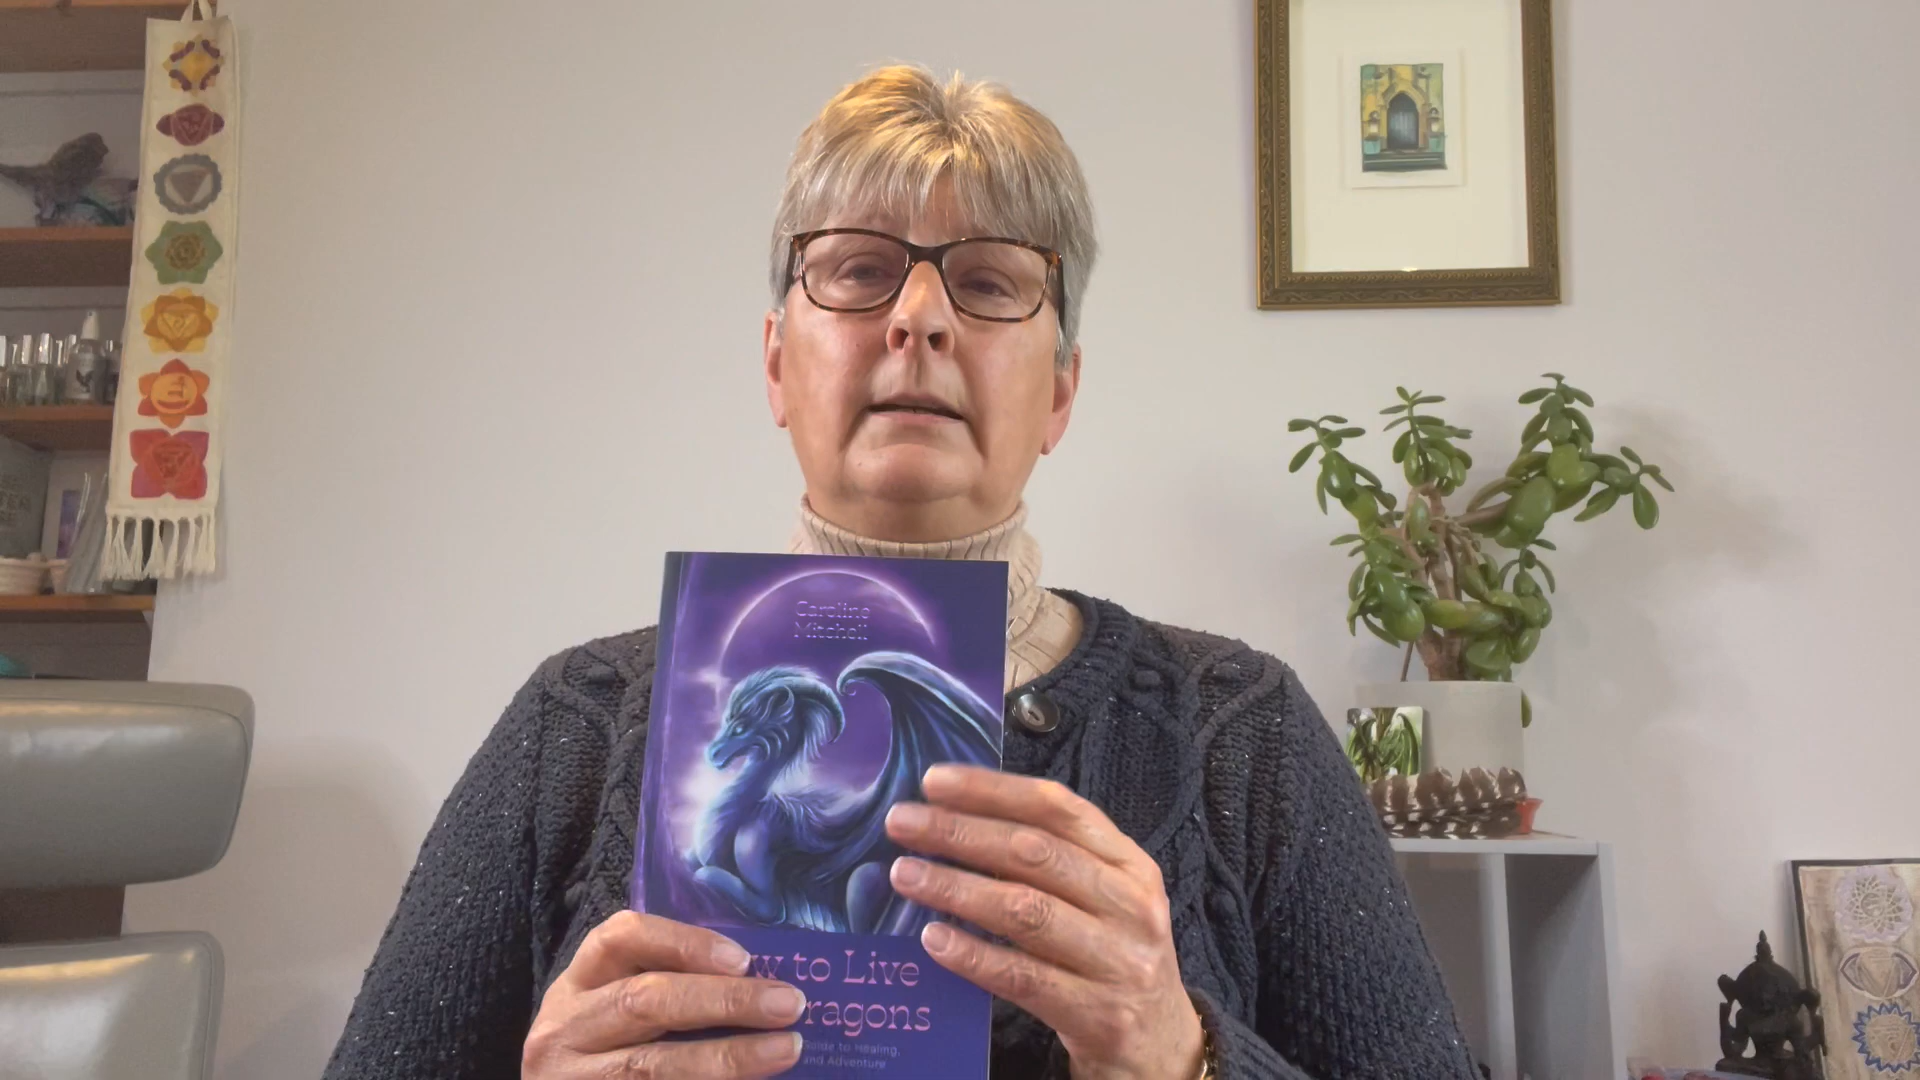 Caroline
Mitchell
w to Live
ragons
Guide to Healing,
and Adventure